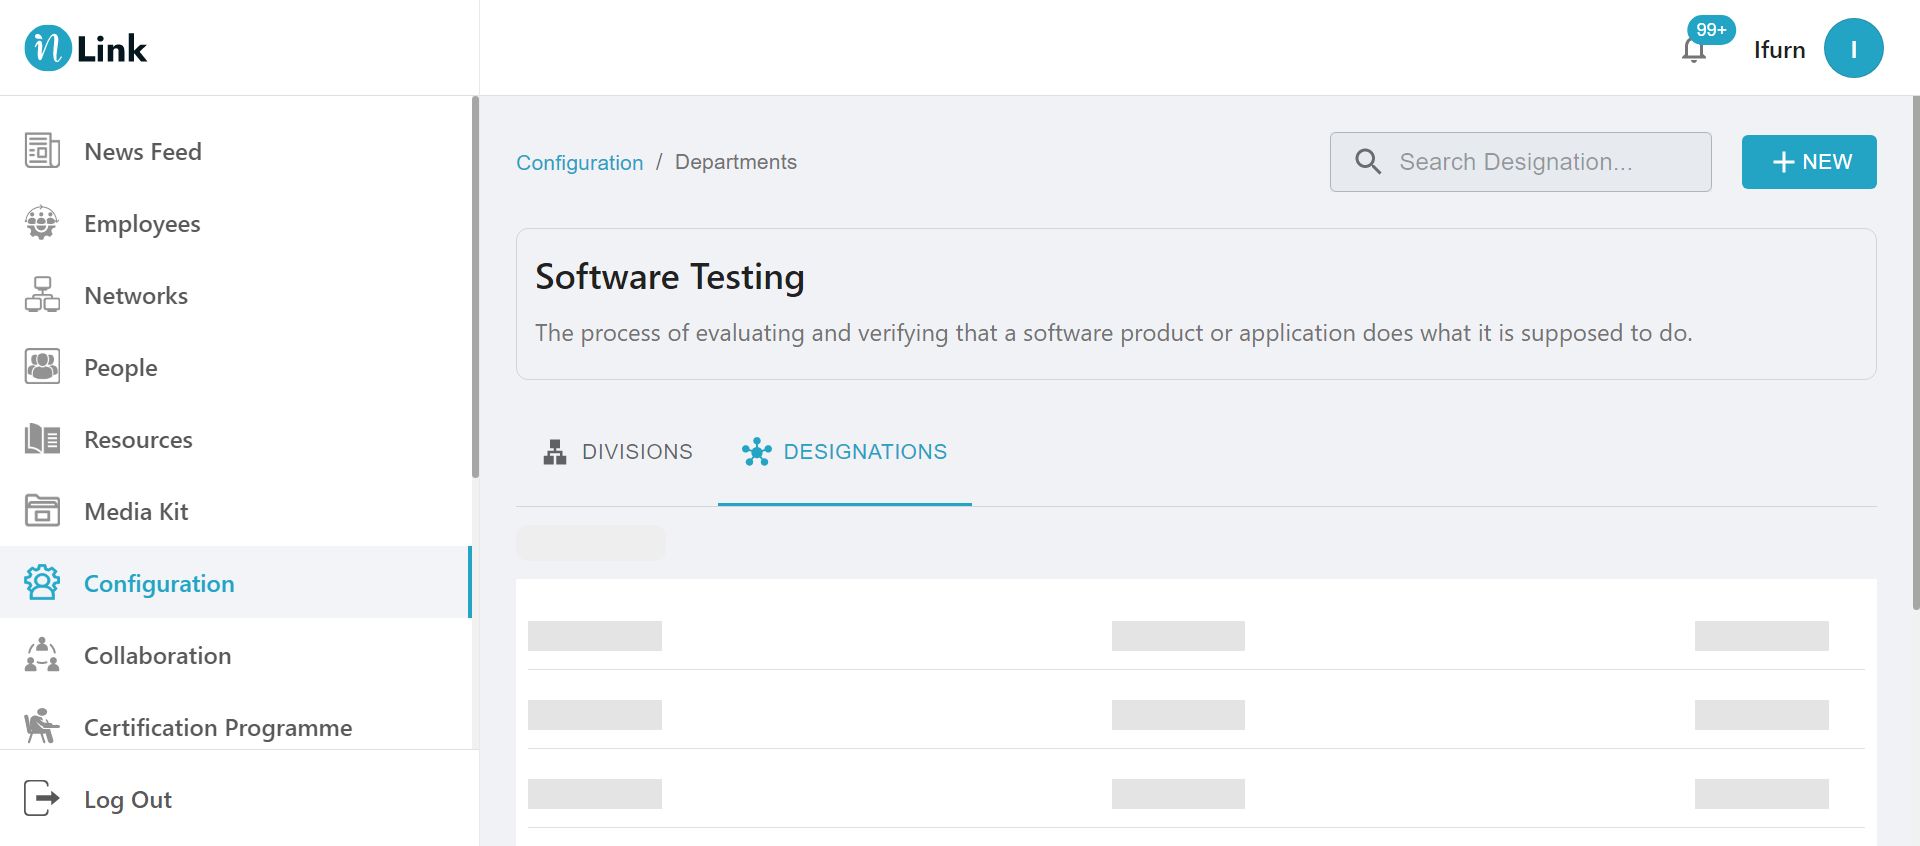 n Link
99+
Ifurn
I
News Feed
Employees
Networks
People
Resources
Media Kit
Configuration
Collaboration
Certification Programme
Log Out
Configuration / Departments
Search Designation...
+ NEW
Software Testing
The process of evaluating and verifying that a software product or application does what it is supposed to do.
DIVISIONS
DESIGNATIONS